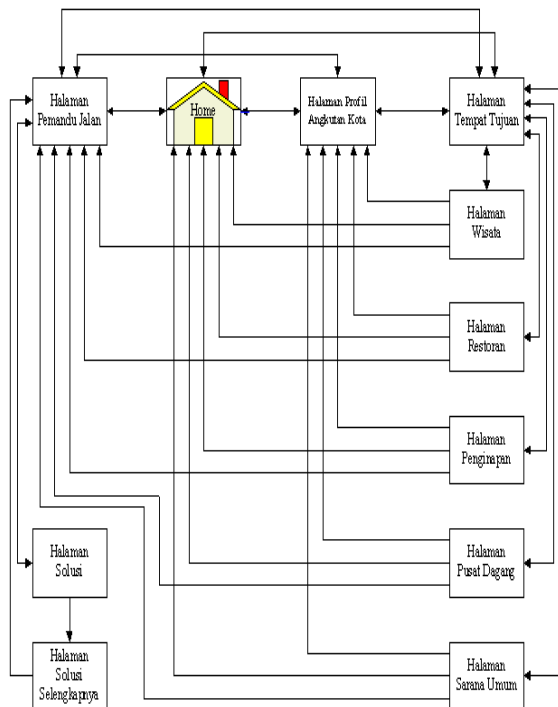 Halaman
Pemandu Jalan
Home
Halaman Profil
Angkutan Kota
Halaman
Tempat Tujuan
Halaman
Wisata
Halaman
Restoran
Halaman
Penginapan
Halaman
Solusi
Halaman
Pusat Dagang
Halaman
Solusi
Selengkapnya
Halaman
Sarana Umum